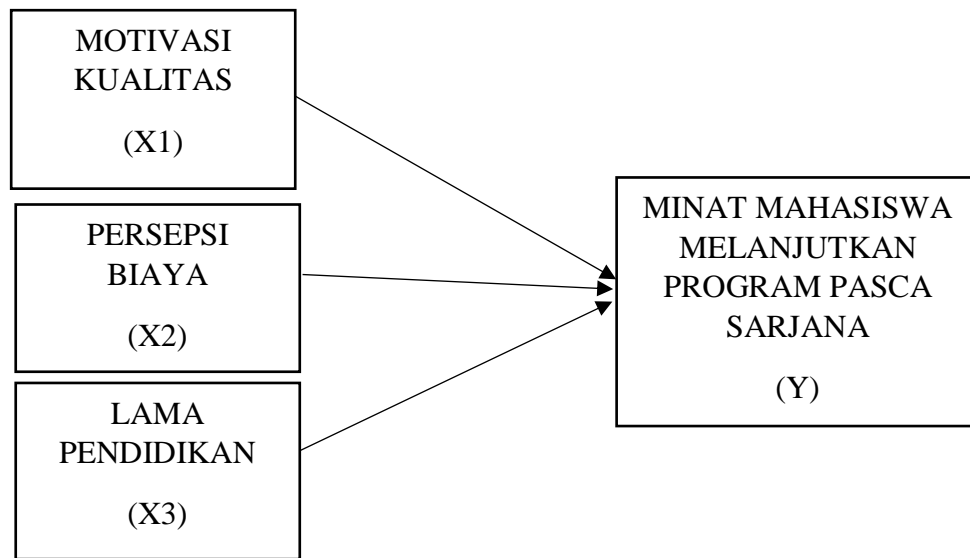 MOTIVASI
KUALITAS
(X1)
PERSEPSI
BIAYA
(X2)
LAMA
PENDIDIKAN
(X3)
MINAT MAHASISWA
MELANJUTKAN
PROGRAM PASCA
SARJANA
(Y)